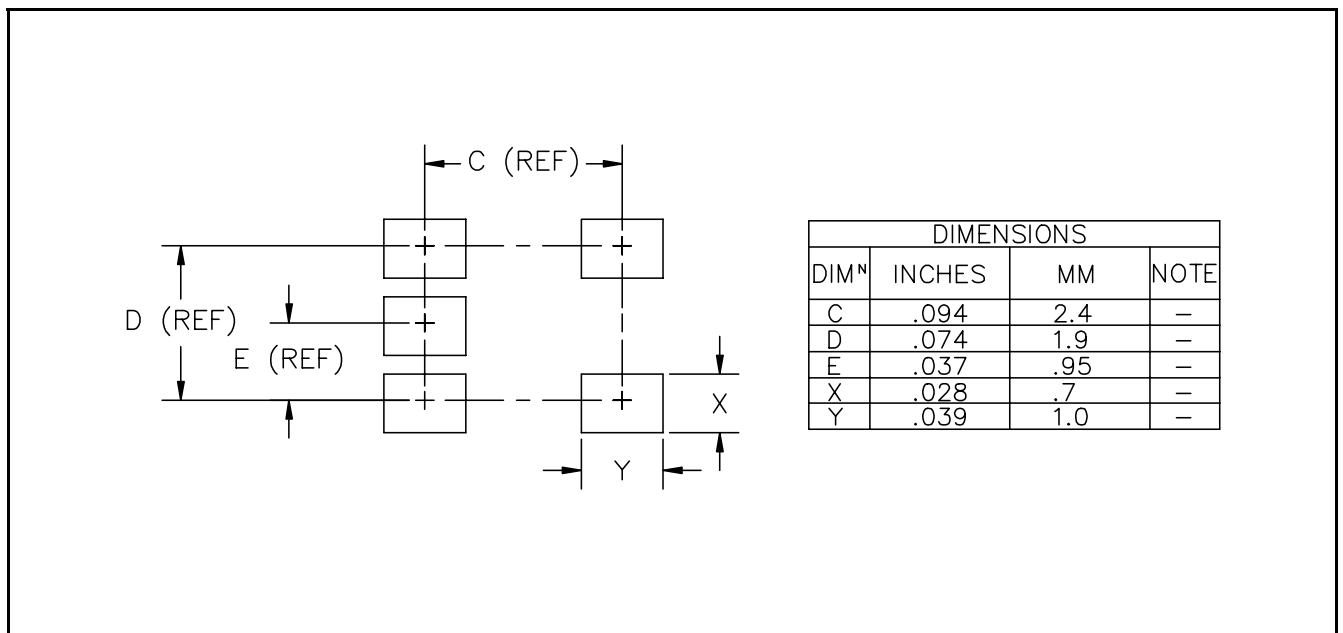 C (REF)
D (REF)
E (REF)
X
Y
DIMENSIONS
DIMᴺ INCHES MM NOTE
C .094 2.4 –
D .074 1.9 –
E .037 .95 –
X .028 .7 –
Y .039 1.0 –